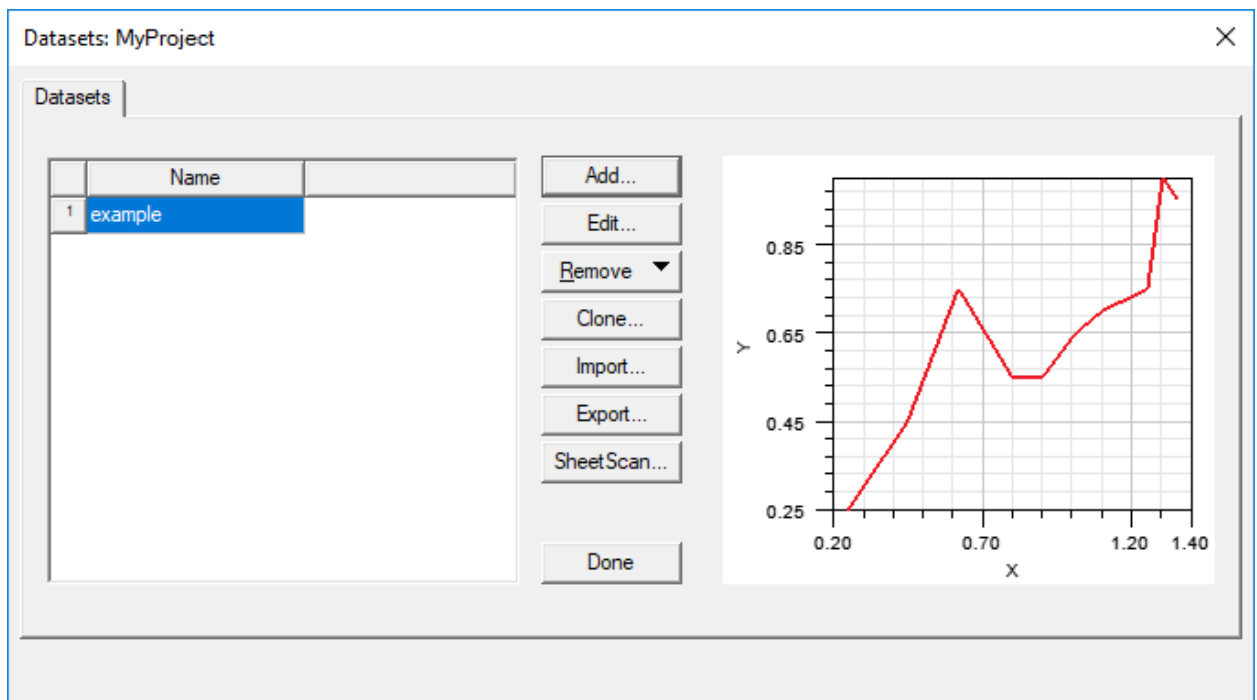 Datasets: MyProject
Datasets
Name
1 example
Add...
Edit...
Remove
Clone...
Import...
Export...
SheetScan...
Done
0.85
0.65
0.45
0.25
Y
0.20 0.70 1.20 1.40
X